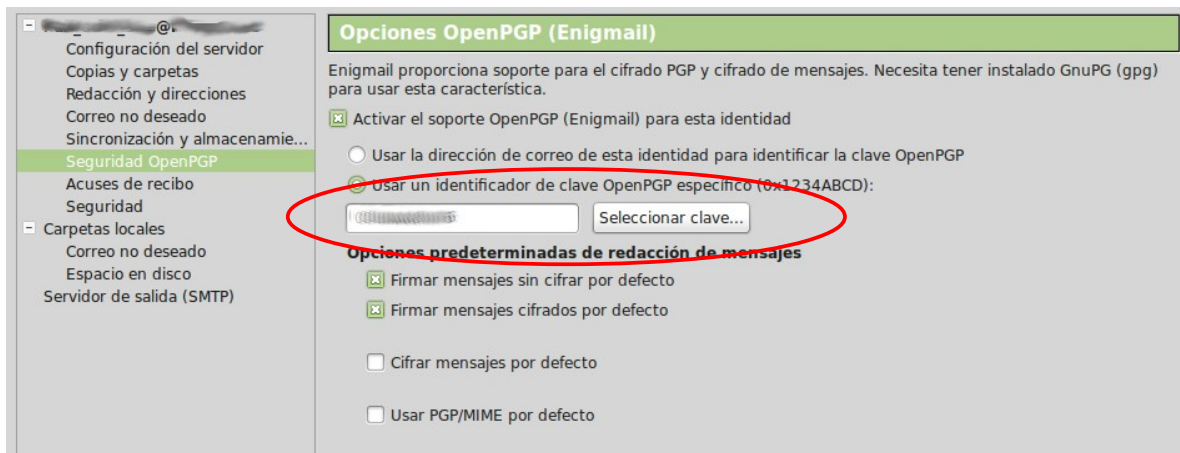 @
Configuración del servidor
Copias y carpetas
Redacción y direcciones
Correo no deseado
Sincronización y almacenamie...
Seguridad OpenPGP
Acuses de recibo
Seguridad
Carpetas locales
Correo no deseado
Espacio en disco
Servidor de salida (SMTP)
Opciones OpenPGP (Enigmail)
Enigmail proporciona soporte para el cifrado PGP y cifrado de mensajes. Necesita tener instalado GnuPG (gpg)
para usar esta característica.
Activar el soporte OpenPGP (Enigmail) para esta identidad
Usar la dirección de correo de esta identidad para identificar la clave OpenPGP
Usar un identificador de clave OpenPGP específico (0x1234ABCD):
Seleccionar clave...
Opciones predeterminadas de redacción de mensajes
Firmar mensajes sin cifrar por defecto
Firmar mensajes cifrados por defecto
Cifrar mensajes por defecto
Usar PGP/MIME por defecto